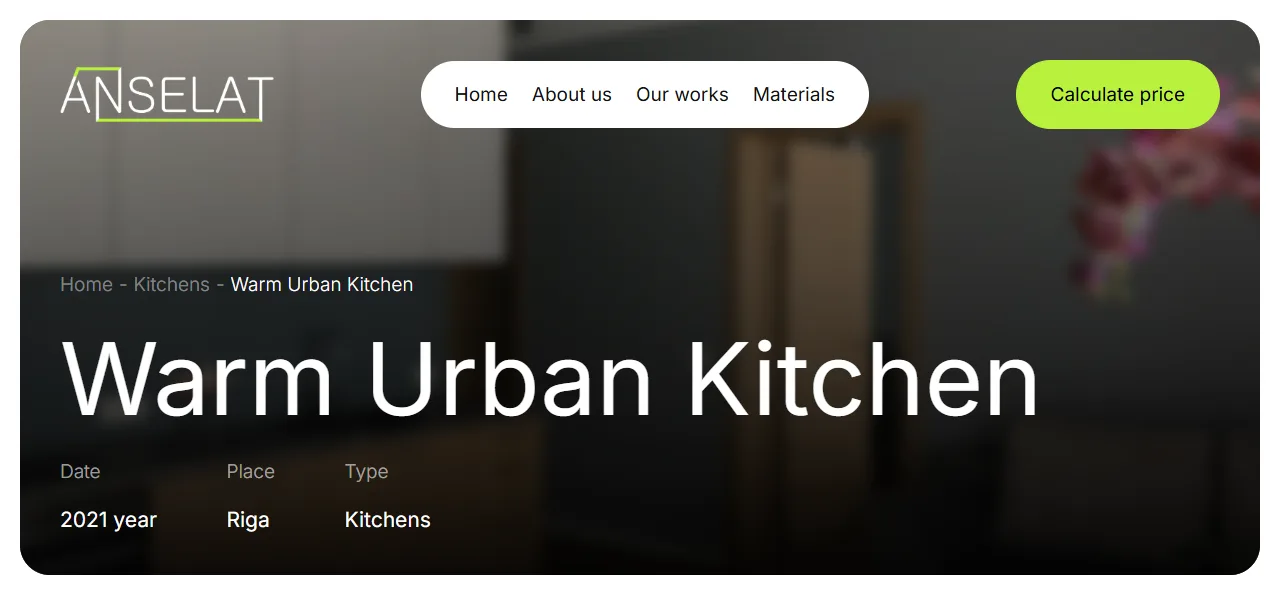 ANSELAT
Home About us Our works Materials
Calculate price
Home - Kitchens - Warm Urban Kitchen
Warm Urban Kitchen
Date Place Type
2021 year Riga Kitchens